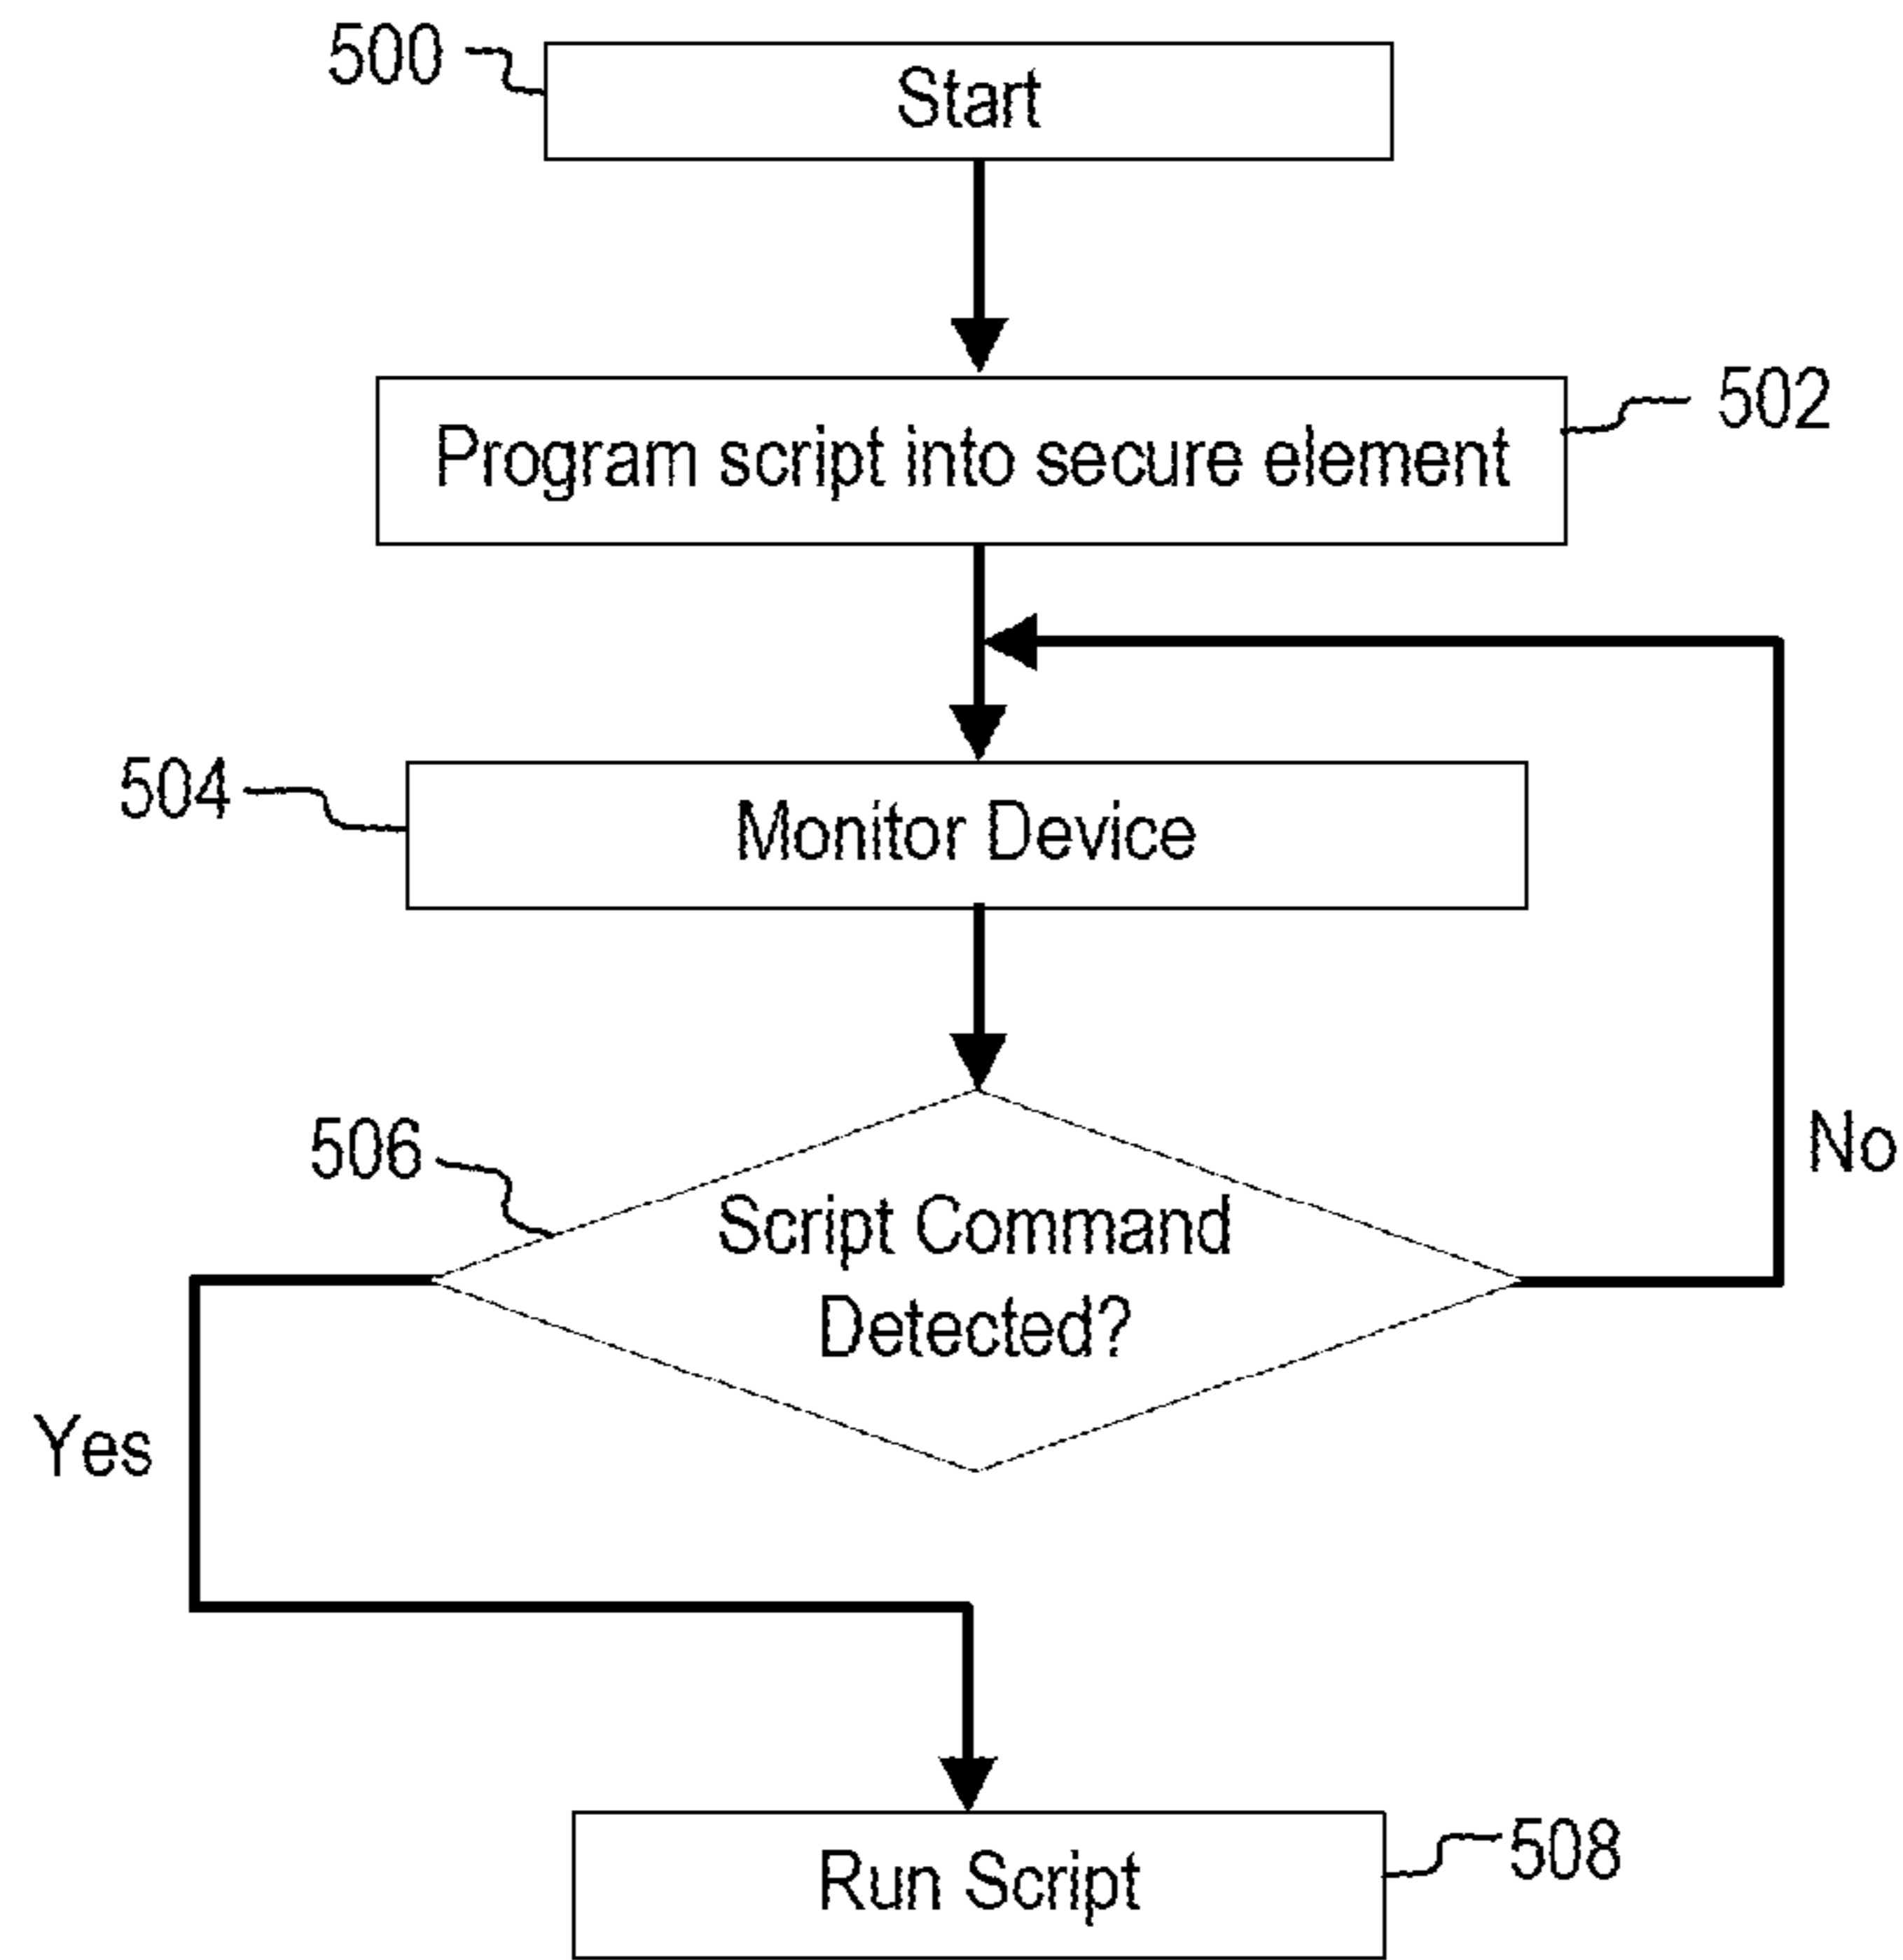 500
Start
502
Program script into secure element
504
Monitor Device
506
Script Command
Detected?
No
Yes
508
Run Script